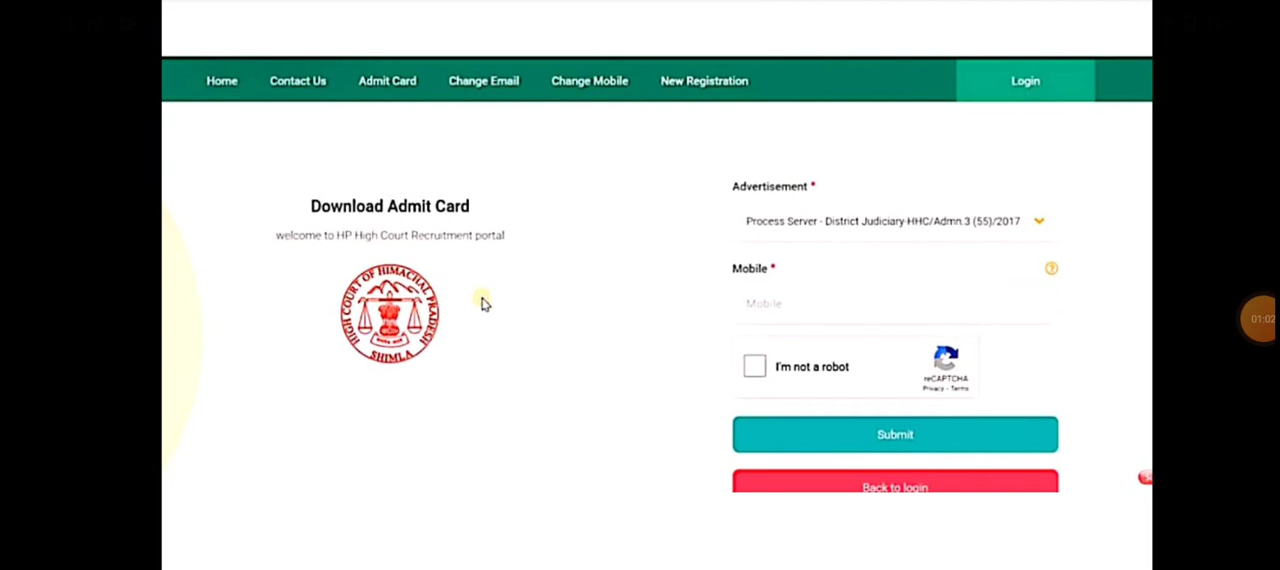 Home Contact Us Admit Card Change Email Change Mobile New Registration Login
Download Admit Card
welcome to HP High Court Recruitment portal
HIGH COURT OF HIMACHAL PRADESH
SHIMLA
Advertisement *
Process Server - District Judiciary-HHC/Admn.3 (55)/2017
Mobile *
Mobile
I'm not a robot
reCAPTCHA
Privacy - Terms
Submit
Back to login
01:02